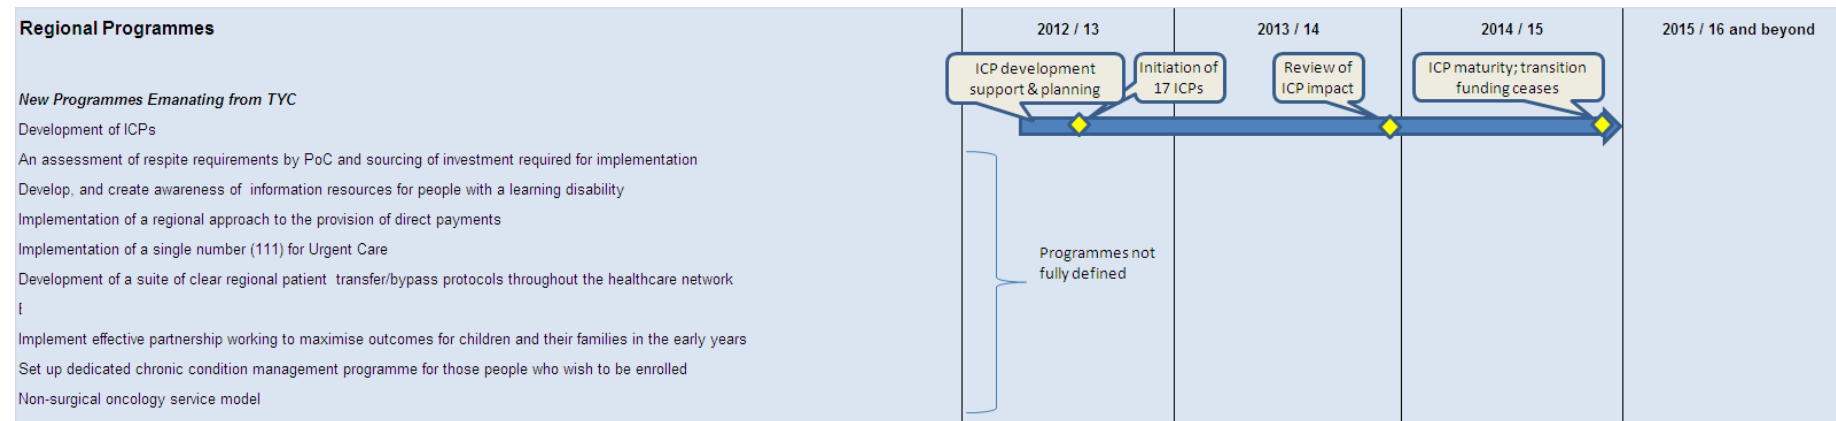 Regional Programmes
2012 / 13
2013 / 14
2014 / 15
2015 / 16 and beyond
ICP development
support & planning
Initiation of
17 ICPs
Review of
ICP impact
ICP maturity; transition
funding ceases
New Programmes Emanating from TYC
Development of ICPs
An assessment of respite requirements by PoC and sourcing of investment required for implementation
Develop, and create awareness of information resources for people with a learning disability
Implementation of a regional approach to the provision of direct payments
Implementation of a single number (111) for Urgent Care
Programmes not
fully defined
Development of a suite of clear regional patient transfer/bypass protocols throughout the healthcare network
Implement effective partnership working to maximise outcomes for children and their families in the early years
Set up dedicated chronic condition management programme for those people who wish to be enrolled
Non-surgical oncology service model